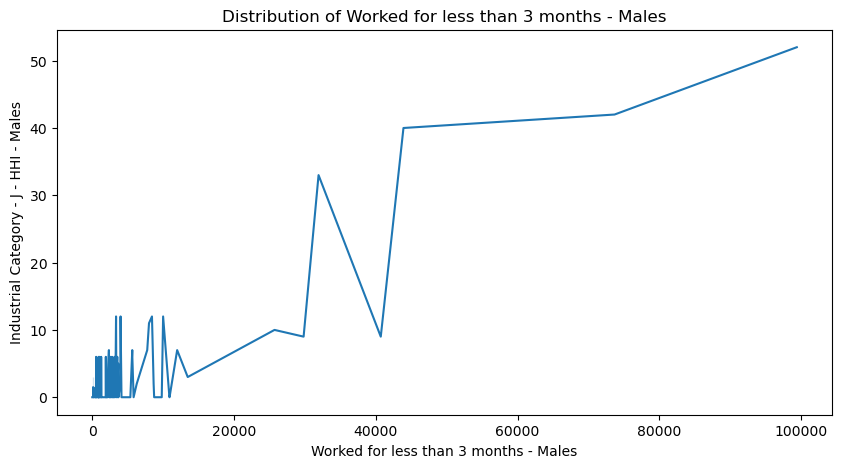 Distribution of Worked for less than 3 months - Males
Industrial Category - J - HHI - Males
50
40
30
20
10
0
0 20000 40000 60000 80000 100000
Worked for less than 3 months - Males